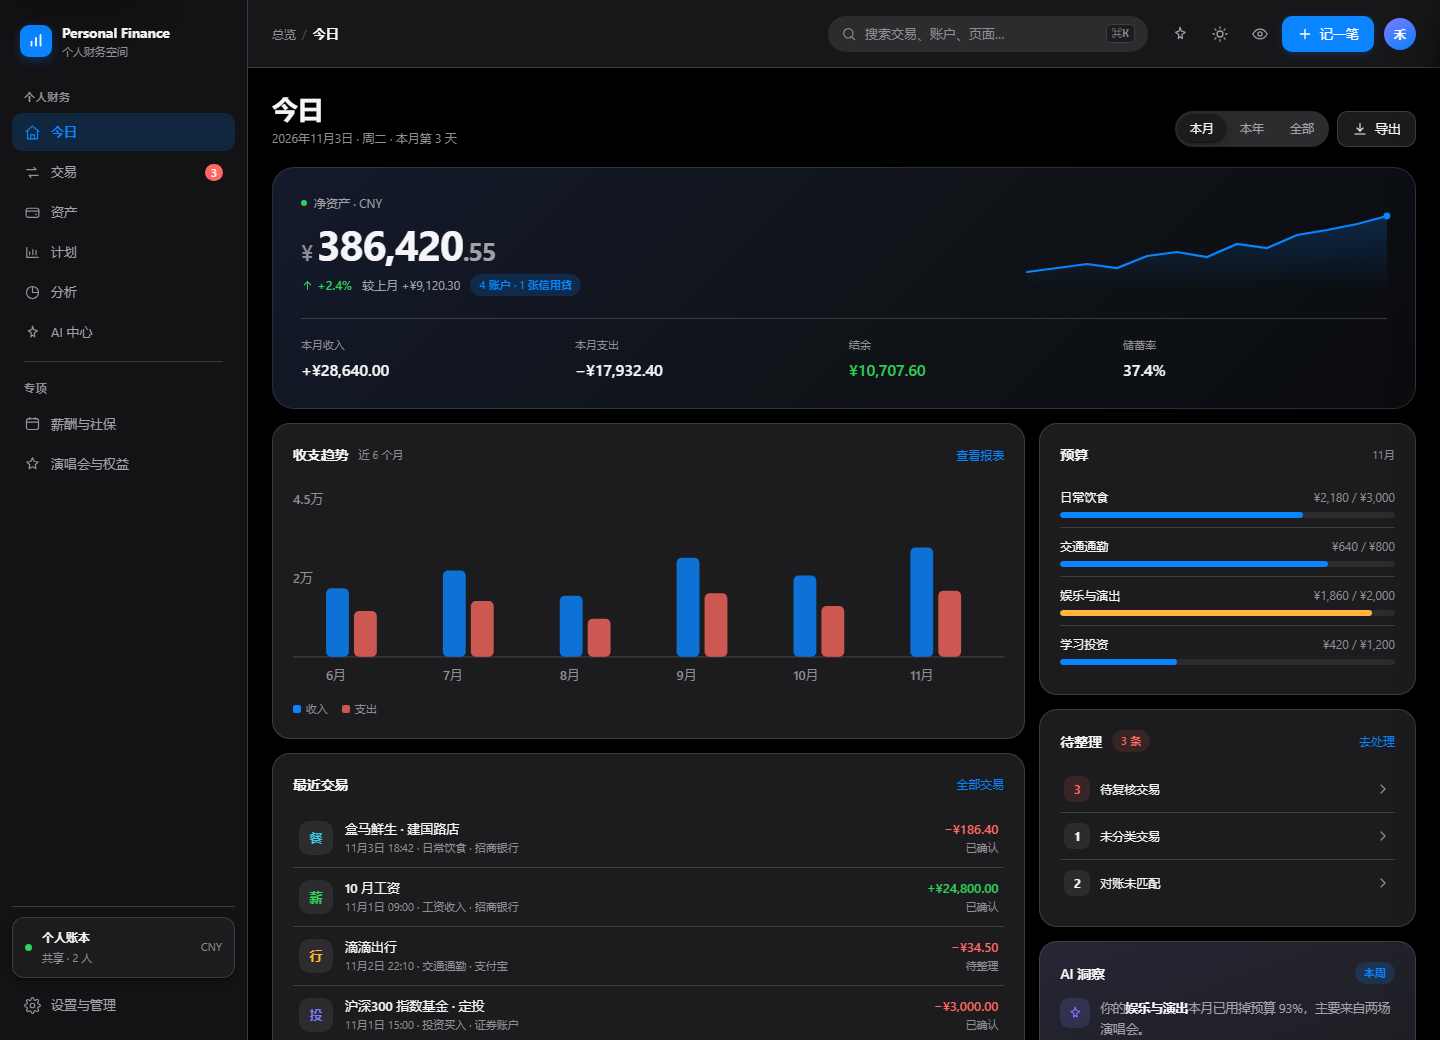 Personal Finance
个人财务空间
个人财务
今日
交易
3
资产
计划
分析
AI 中心
专项
薪酬与社保
演唱会与权益
个人账本
共享 · 2 人
CNY
设置与管理
总览 / 今日
搜索交易、账户、页面...
⌘K
记一笔
禾
今日
2026年11月3日 · 周二 · 本月第 3 天
本月
本年
全部
导出
净资产 · CNY
¥386,420.55
+2.4% 较上月 +¥9,120.30
4 账户 · 1 张信用贷
本月收入
+¥28,640.00
本月支出
−¥17,932.40
结余
¥10,707.60
储蓄率
37.4%
收支趋势 近 6 个月
查看报表
4.5万
2万
6月
7月
8月
9月
10月
11月
收入
支出
预算
11月
日常饮食
¥2,180 / ¥3,000
交通通勤
¥640 / ¥800
娱乐与演出
¥1,860 / ¥2,000
学习投资
¥420 / ¥1,200
待整理
3 条
去处理
3 待复核交易
1 未分类交易
2 对账未匹配
最近交易
全部交易
餐
盒马鲜生 · 建国路店
11月3日 18:42 · 日常饮食 · 招商银行
−¥186.40
已确认
薪
10 月工资
11月1日 09:00 · 工资收入 · 招商银行
+¥24,800.00
已确认
行
滴滴出行
11月2日 22:10 · 交通通勤 · 支付宝
−¥34.50
待整理
投
沪深300 指数基金 · 定投
11月1日 15:00 · 投资买入 · 证券账户
−¥3,000.00
已确认
AI 洞察
本周
你的娱乐与演出本月已用掉预算 93%，主要来自两场
演唱会。